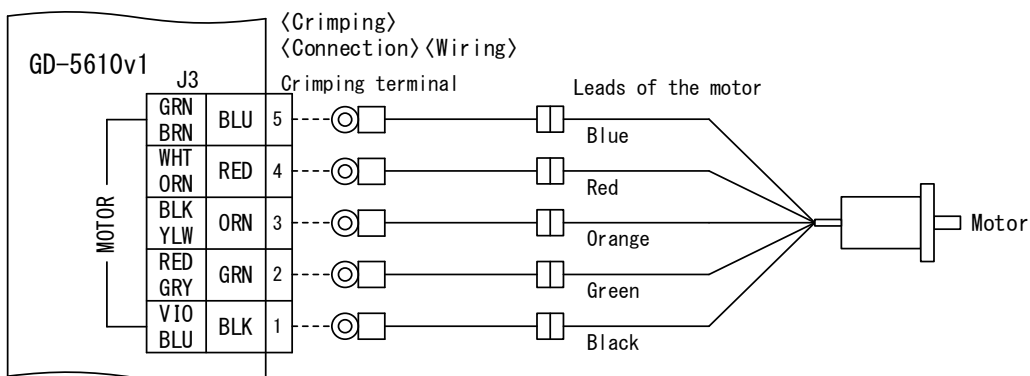 〈Crimping〉
〈Connection〉〈Wiring〉
GD-5610v1
J3
Crimping terminal
Leads of the motor
GRN
BRN
BLU
5
Blue
WHT
ORN
RED
4
Red
MOTOR
BLK
YLW
ORN
3
Orange
Motor
RED
GRY
GRN
2
Green
VIO
BLU
BLK
1
Black